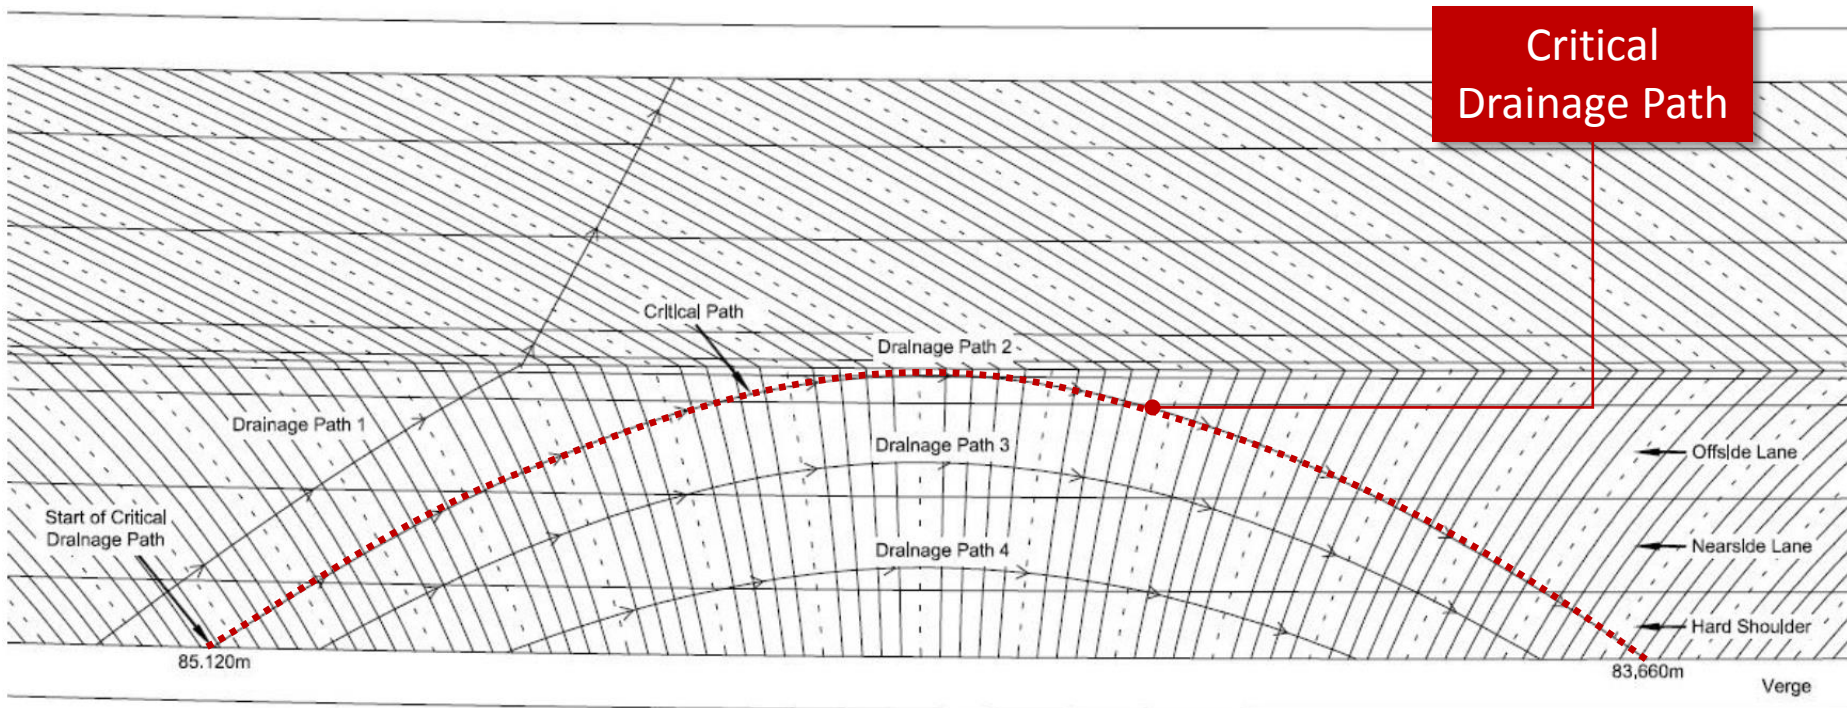 Critical
Drainage Path
Critical Path
Drainage Path 2
Drainage Path 1
Drainage Path 3
Offside Lane
Start of Critical
Drainage Path
Drainage Path 4
Nearside Lane
Hard Shoulder
85.120m
83,660m
Verge